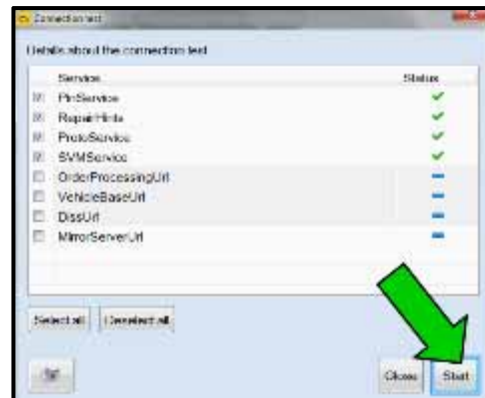 Connection test
Details about the connection test
Service Status
PinService
RepairHints
ProtoService
SVMService
OrderProcessingUrl
VehicleBaseUrl
DissUrl
MirrorServerUrl
Select all Deselect all
Close Start